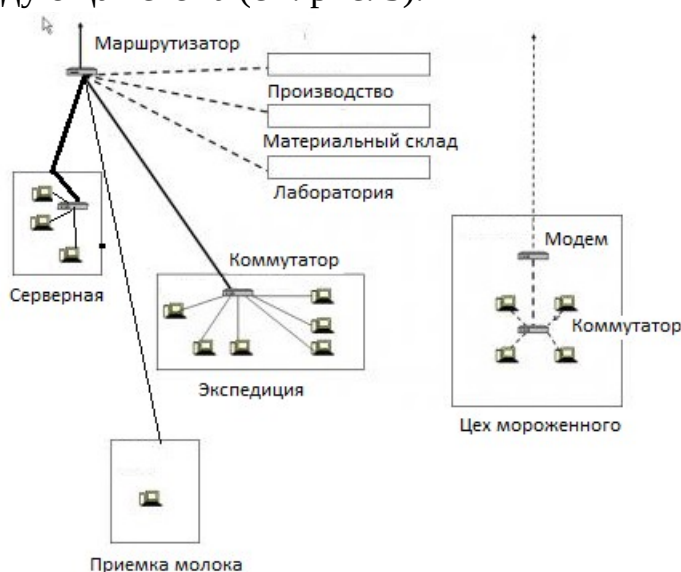 Маршрутизатор
Производство
Материальный склад
Лаборатория
Серверная
Коммутатор
Экспедиция
Модем
Коммутатор
Цех мороженного
Приемка молока